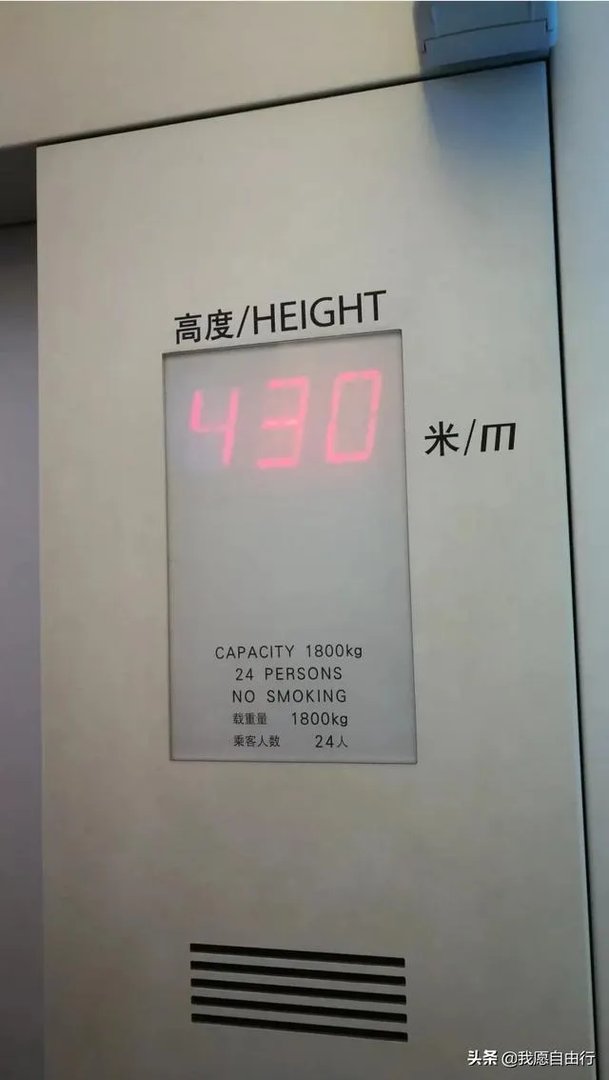 高度/HEIGHT
430
米/m
CAPACITY 1800kg
24 PERSONS
NO SMOKING
载重量 1800kg
乘客人数 24人
头条 @我愿自由行